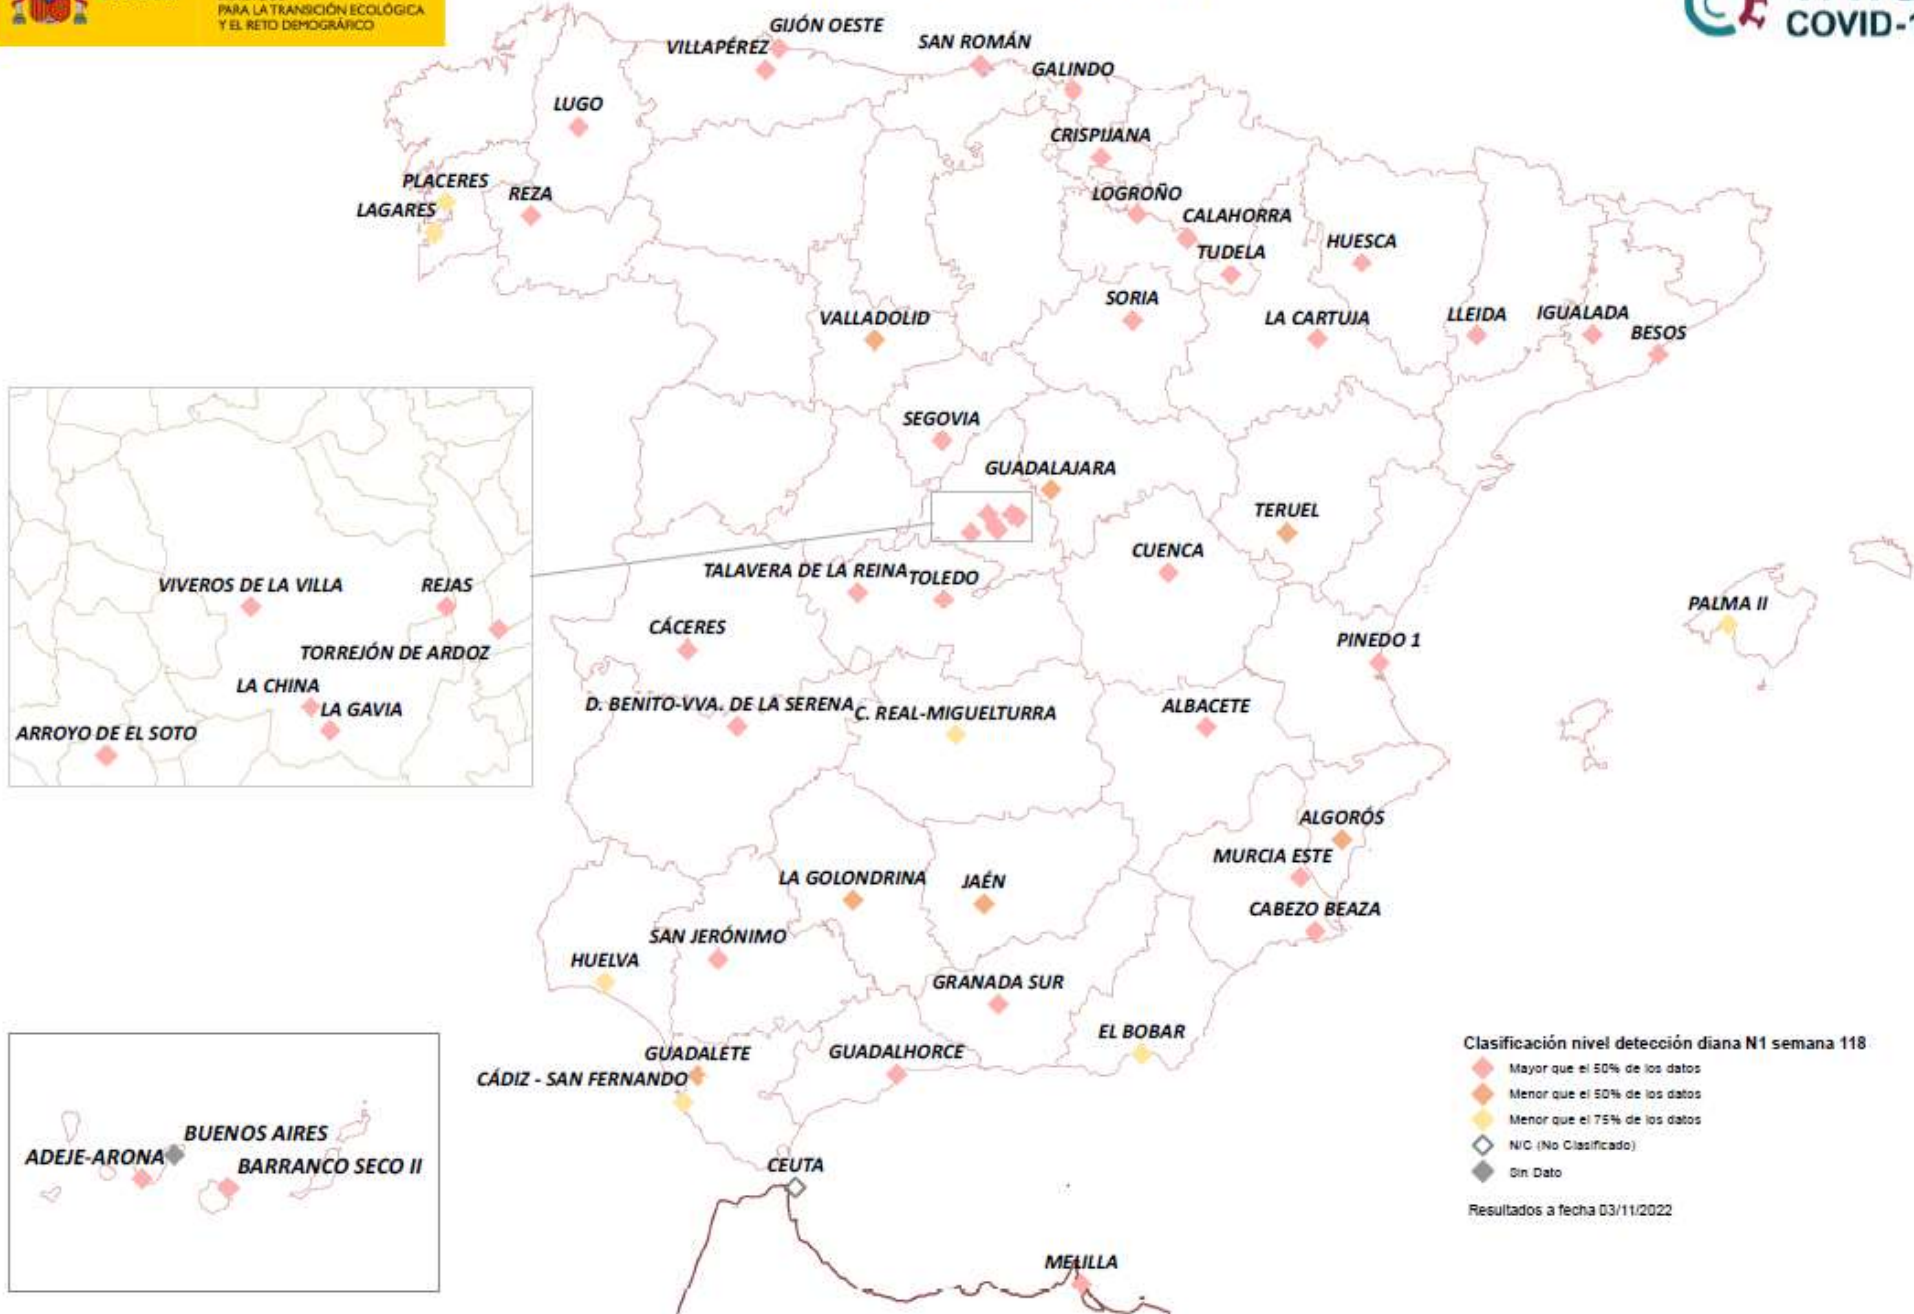 PARA LA TRANSICIÓN ECOLÓGICA
Y EL RETO DEMOGRÁFICO
COVID-1
GIJÓN OESTE
VILLAPÉREZ
SAN ROMÁN
GALINDO
LUGO
CRISPIJANA
PLACERES
REZA
LAGARES
LOGROÑO
CALAHORRA
TUDELA
HUESCA
SORIA
VALLADOLID
LA CARTUJA
LLEIDA
IGUALADA
BESOS
SEGOVIA
GUADALAJARA
TERUEL
CUENCA
TALAVERA DE LA REINA
TOLEDO
CÁCERES
PALMA II
PINEDO 1
D. BENITO-VVA. DE LA SERENA
C. REAL-MIGUELTURRA
ALBACETE
VIVEROS DE LA VILLA
REJAS
TORREJÓN DE ARDOZ
LA CHINA
LA GAVIA
ARROYO DE EL SOTO
ALGORÓS
MURCIA ESTE
LA GOLONDRINA
JAÉN
CABEZO BEAZA
SAN JERÓNIMO
HUELVA
GRANADA SUR
EL BOBAR
GUADALETE
GUADALHORCE
CÁDIZ - SAN FERNANDO
BUENOS AIRES
ADEJE-ARONA
BARRANCO SECO II
CEUTA
MELILLA
Clasificación nivel detección diana N1 semana 118
Mayor que el 50% de los datos
Menor que el 50% de los datos
Menor que el 75% de los datos
N/C (No Clasificado)
Sin Dato
Resultados a fecha 03/11/2022